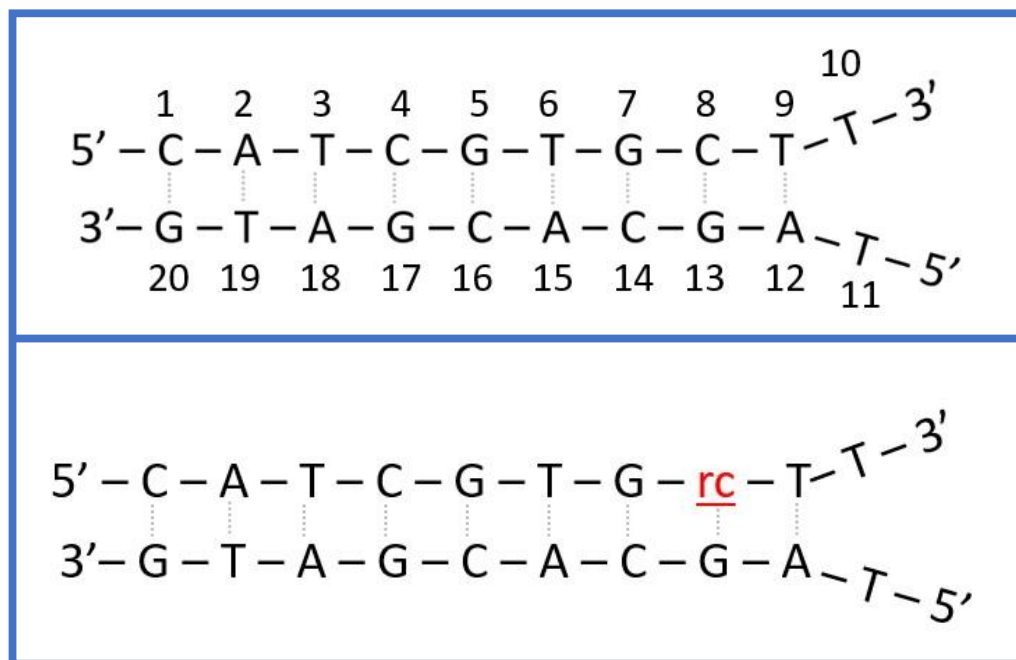 1 2 3 4 5 6 7 8 9 10
5’ – C – A – T – C – G – T – G – C – T – T – 3’
3’– G – T – A – G – C – A – C – G – A – T – 5’
20 19 18 17 16 15 14 13 12 11
5’ – C – A – T – C – G – T – G – rc – T – T – 3’
3’– G – T – A – G – C – A – C – G – A – T – 5’